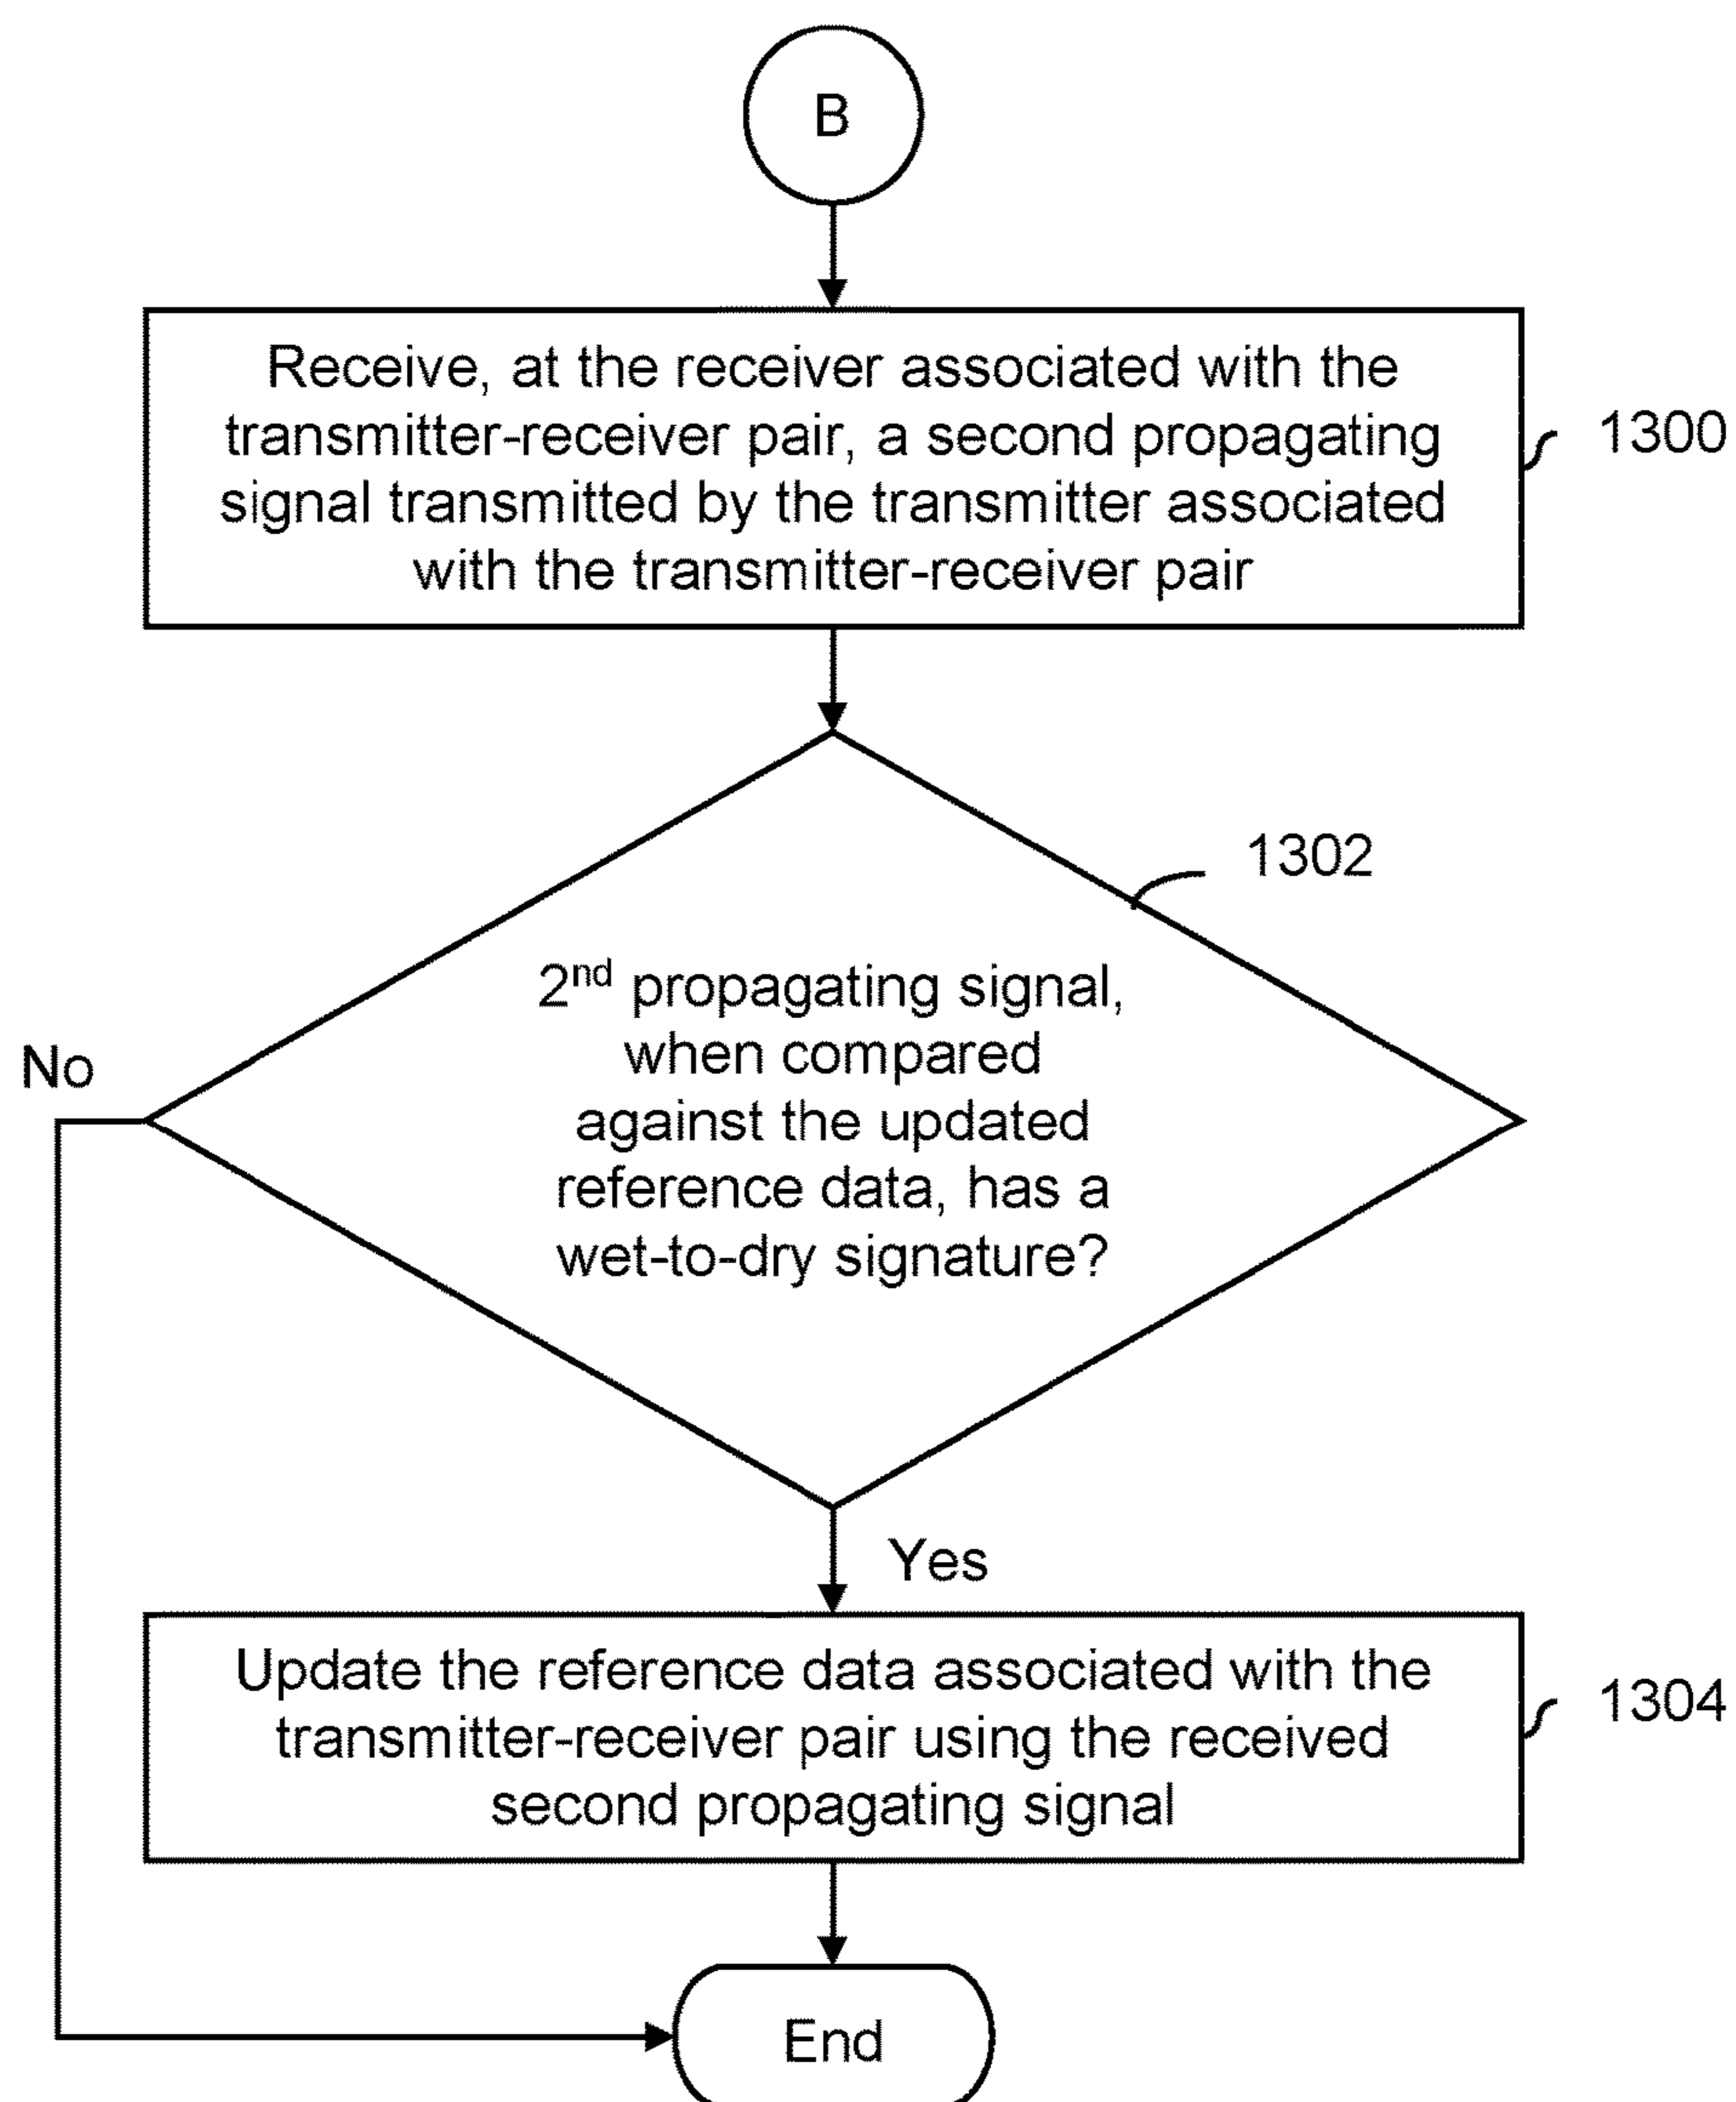 B
Receive, at the receiver associated with the
transmitter-receiver pair, a second propagating
signal transmitted by the transmitter associated
with the transmitter-receiver pair
1300
1302
2nd propagating signal,
when compared
against the updated
reference data, has a
wet-to-dry signature?
No
Yes
Update the reference data associated with the
transmitter-receiver pair using the received
second propagating signal
1304
End